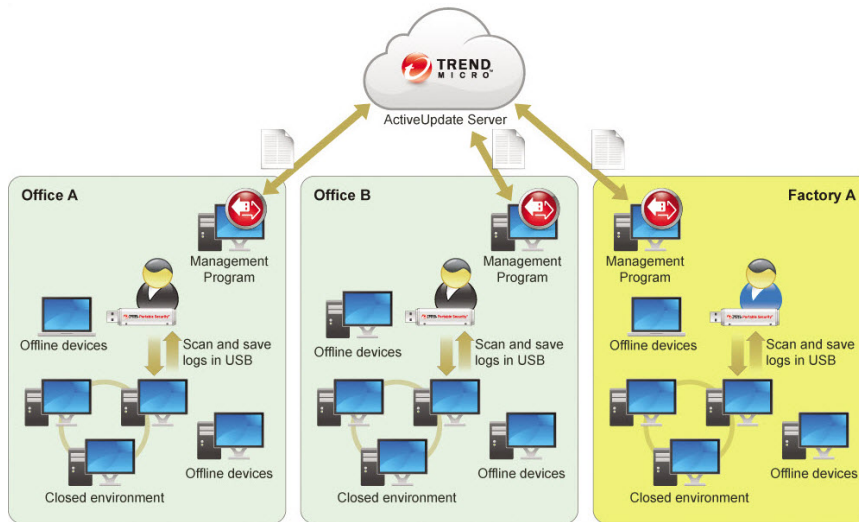 TREND
MICRO™
ActiveUpdate Server
Office A
Management
Program
Offline devices
Scan and save
logs in USB
Offline devices
Closed environment
Office B
Management
Program
Offline devices
Scan and save
logs in USB
Offline devices
Closed environment
Factory A
Management
Program
Offline devices
Scan and save
logs in USB
Offline devices
Closed environment